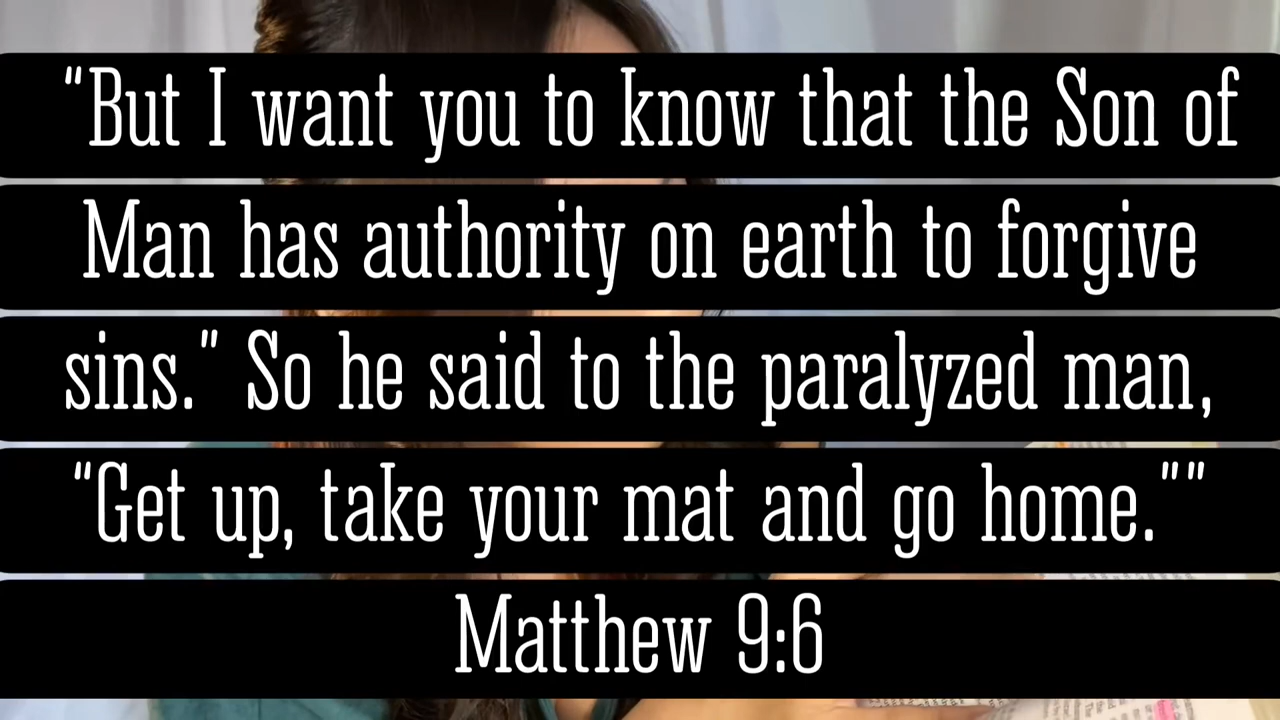 "But I want you to know that the Son of
Man has authority on earth to forgive
sins." So he said to the paralyzed man,
"Get up, take your mat and go home.""
Matthew 9:6